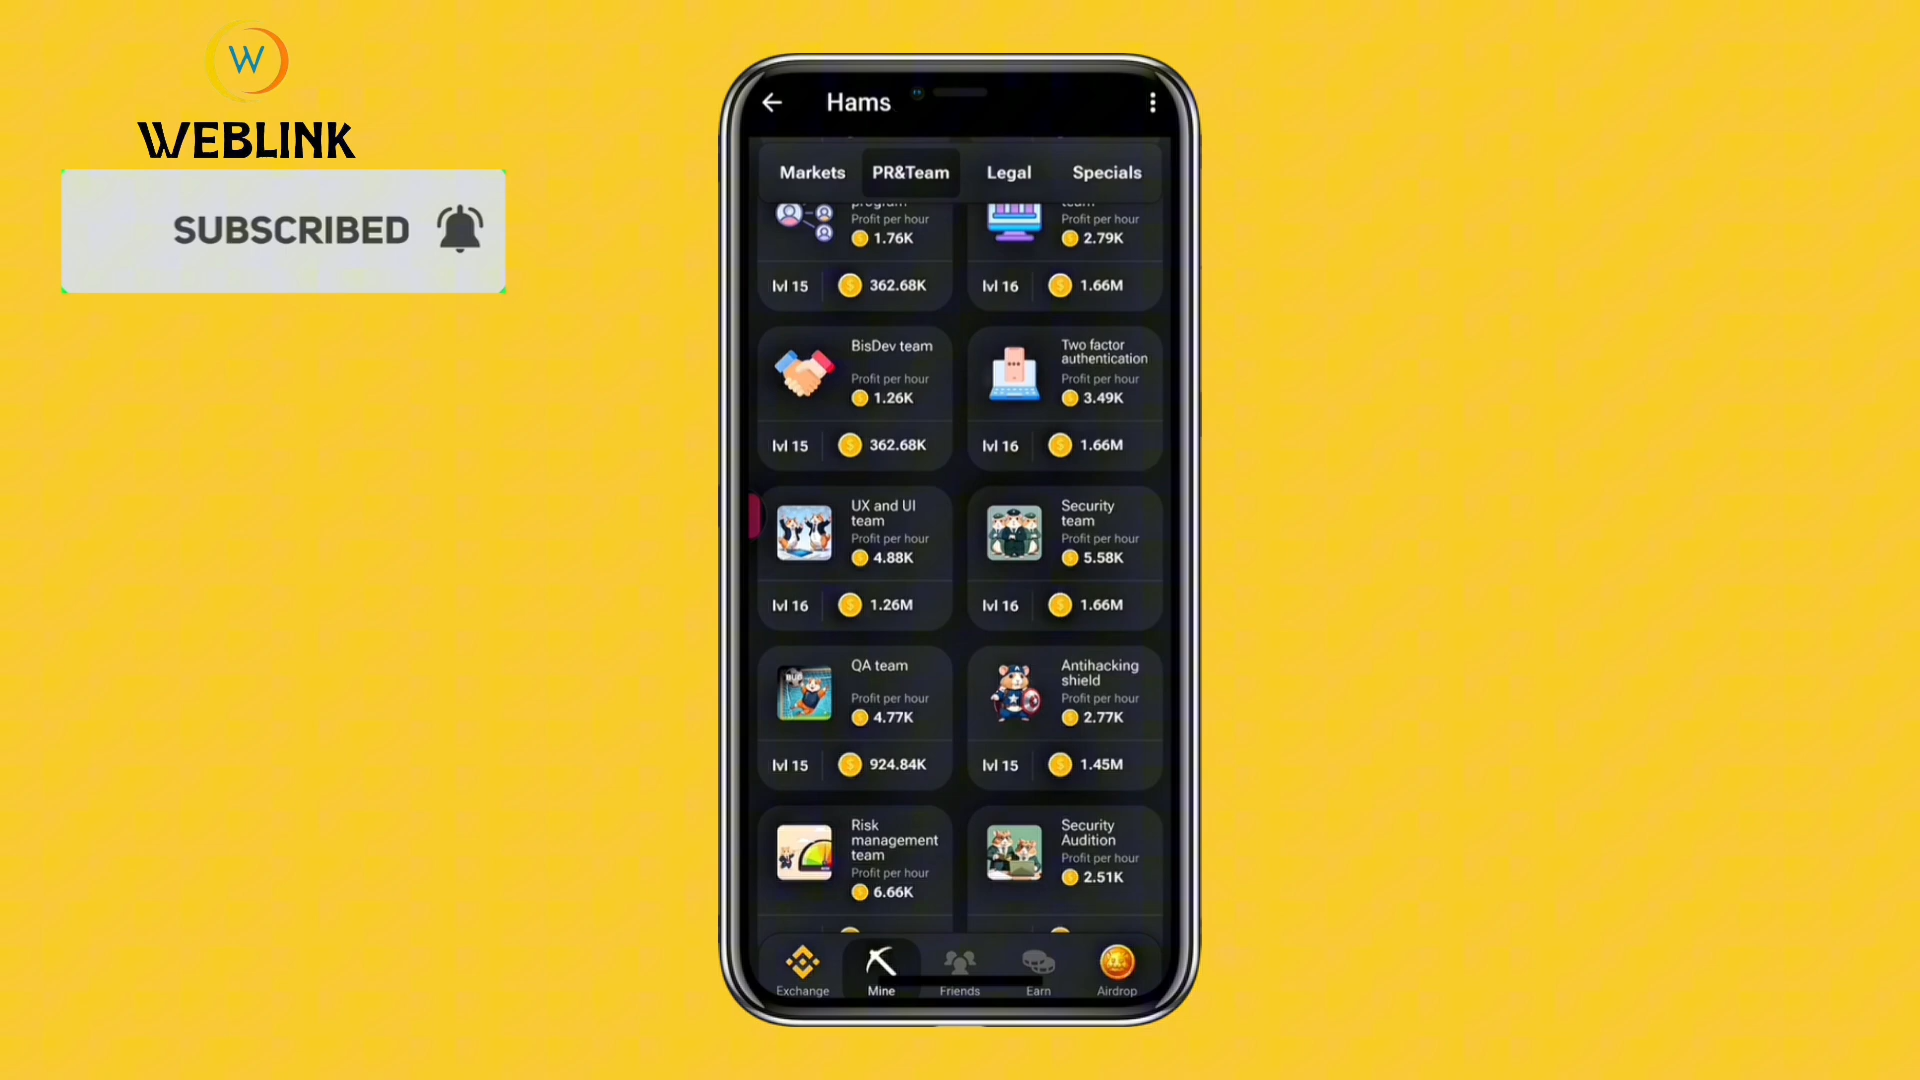 W
WEBLINK
SUBSCRIBED
Hams
Markets PR&Team Legal Specials
program
Profit per hour
1.76K
lvl 15 362.68K
team
Profit per hour
2.79K
lvl 16 1.66M
BisDev team
Profit per hour
1.26K
lvl 15 362.68K
Two factor
authentication
Profit per hour
3.49K
lvl 16 1.66M
UX and UI
team
Profit per hour
4.88K
lvl 16 1.26M
Security
team
Profit per hour
5.58K
lvl 16 1.66M
QA team
Profit per hour
4.77K
lvl 15 924.84K
Antihacking
shield
Profit per hour
2.77K
lvl 15 1.45M
Risk
management
team
Profit per hour
6.66K
Security
Audition
Profit per hour
2.51K
Exchange Mine Friends Earn Airdrop